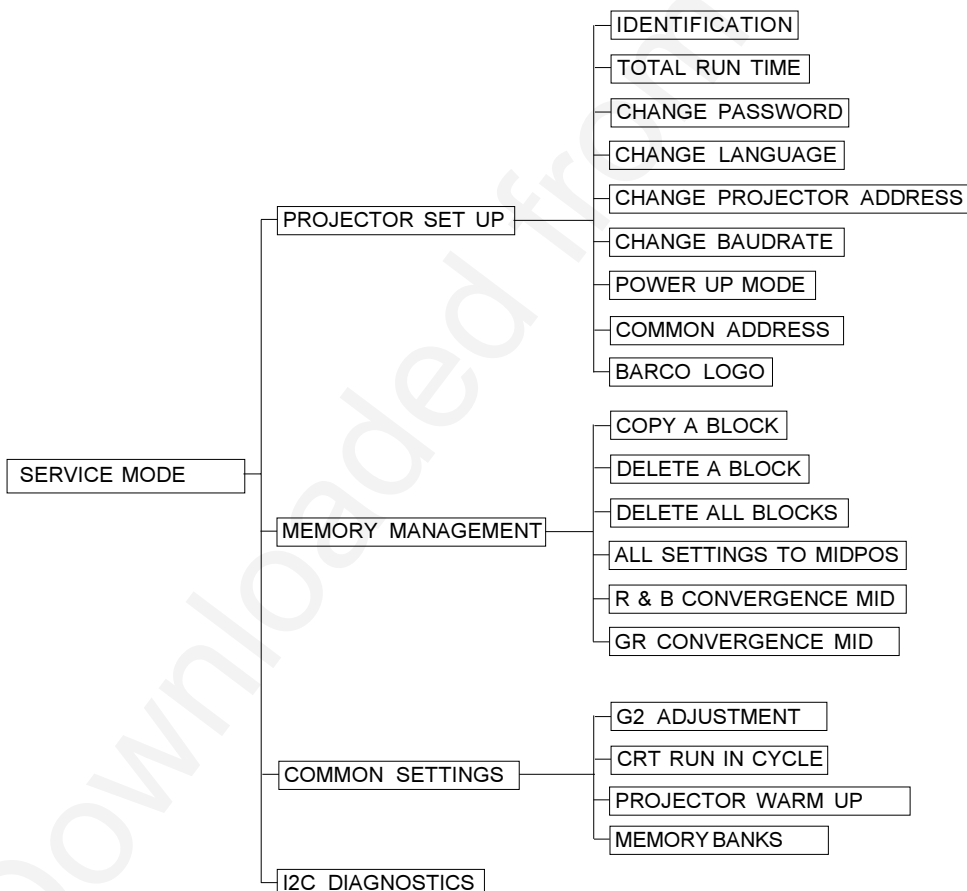 SERVICE MODE
PROJECTOR SET UP
IDENTIFICATION
TOTAL RUN TIME
CHANGE PASSWORD
CHANGE LANGUAGE
CHANGE PROJECTOR ADDRESS
CHANGE BAUDRATE
POWER UP MODE
COMMON ADDRESS
BARCO LOGO
MEMORY MANAGEMENT
COPY A BLOCK
DELETE A BLOCK
DELETE ALL BLOCKS
ALL SETTINGS TO MIDPOS
R & B CONVERGENCE MID
GR CONVERGENCE MID
COMMON SETTINGS
G2 ADJUSTMENT
CRT RUN IN CYCLE
PROJECTOR WARM UP
MEMORY BANKS
I2C DIAGNOSTICS
Downloaded from